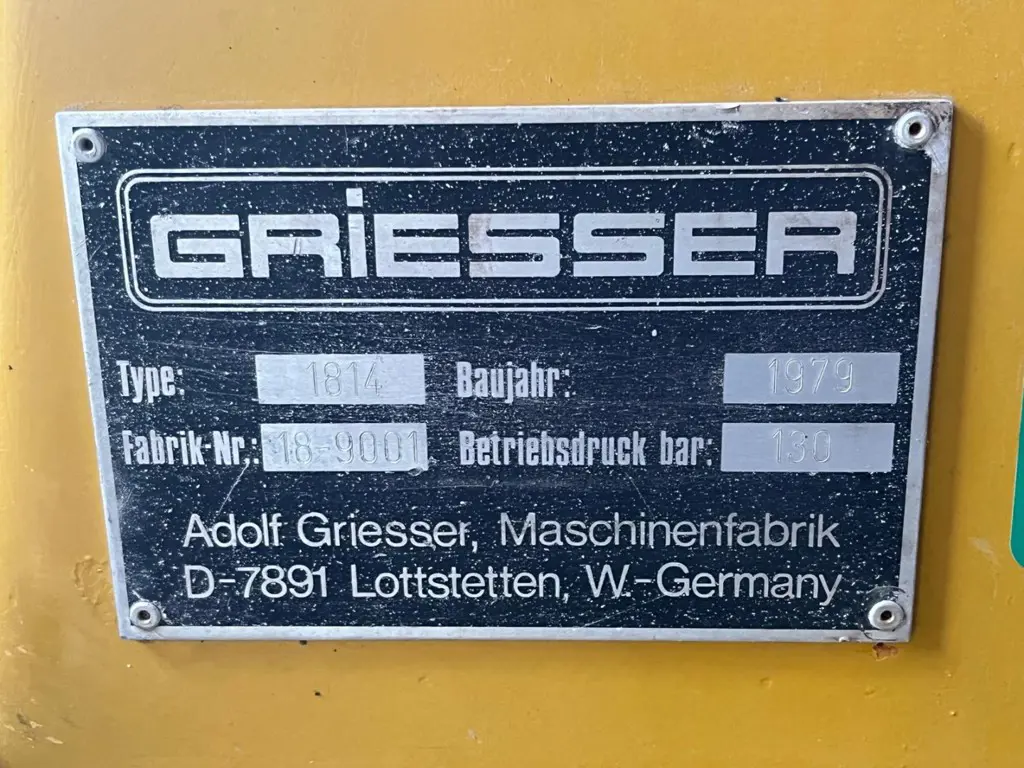 GRiESSER
Type: 1814 Baujahr: 1979
Fabrik-Nr.: 18-9001 Betriebsdruck bar: 130
Adolf Griesser, Maschinenfabrik
D-7891 Lottstetten, W.-Germany